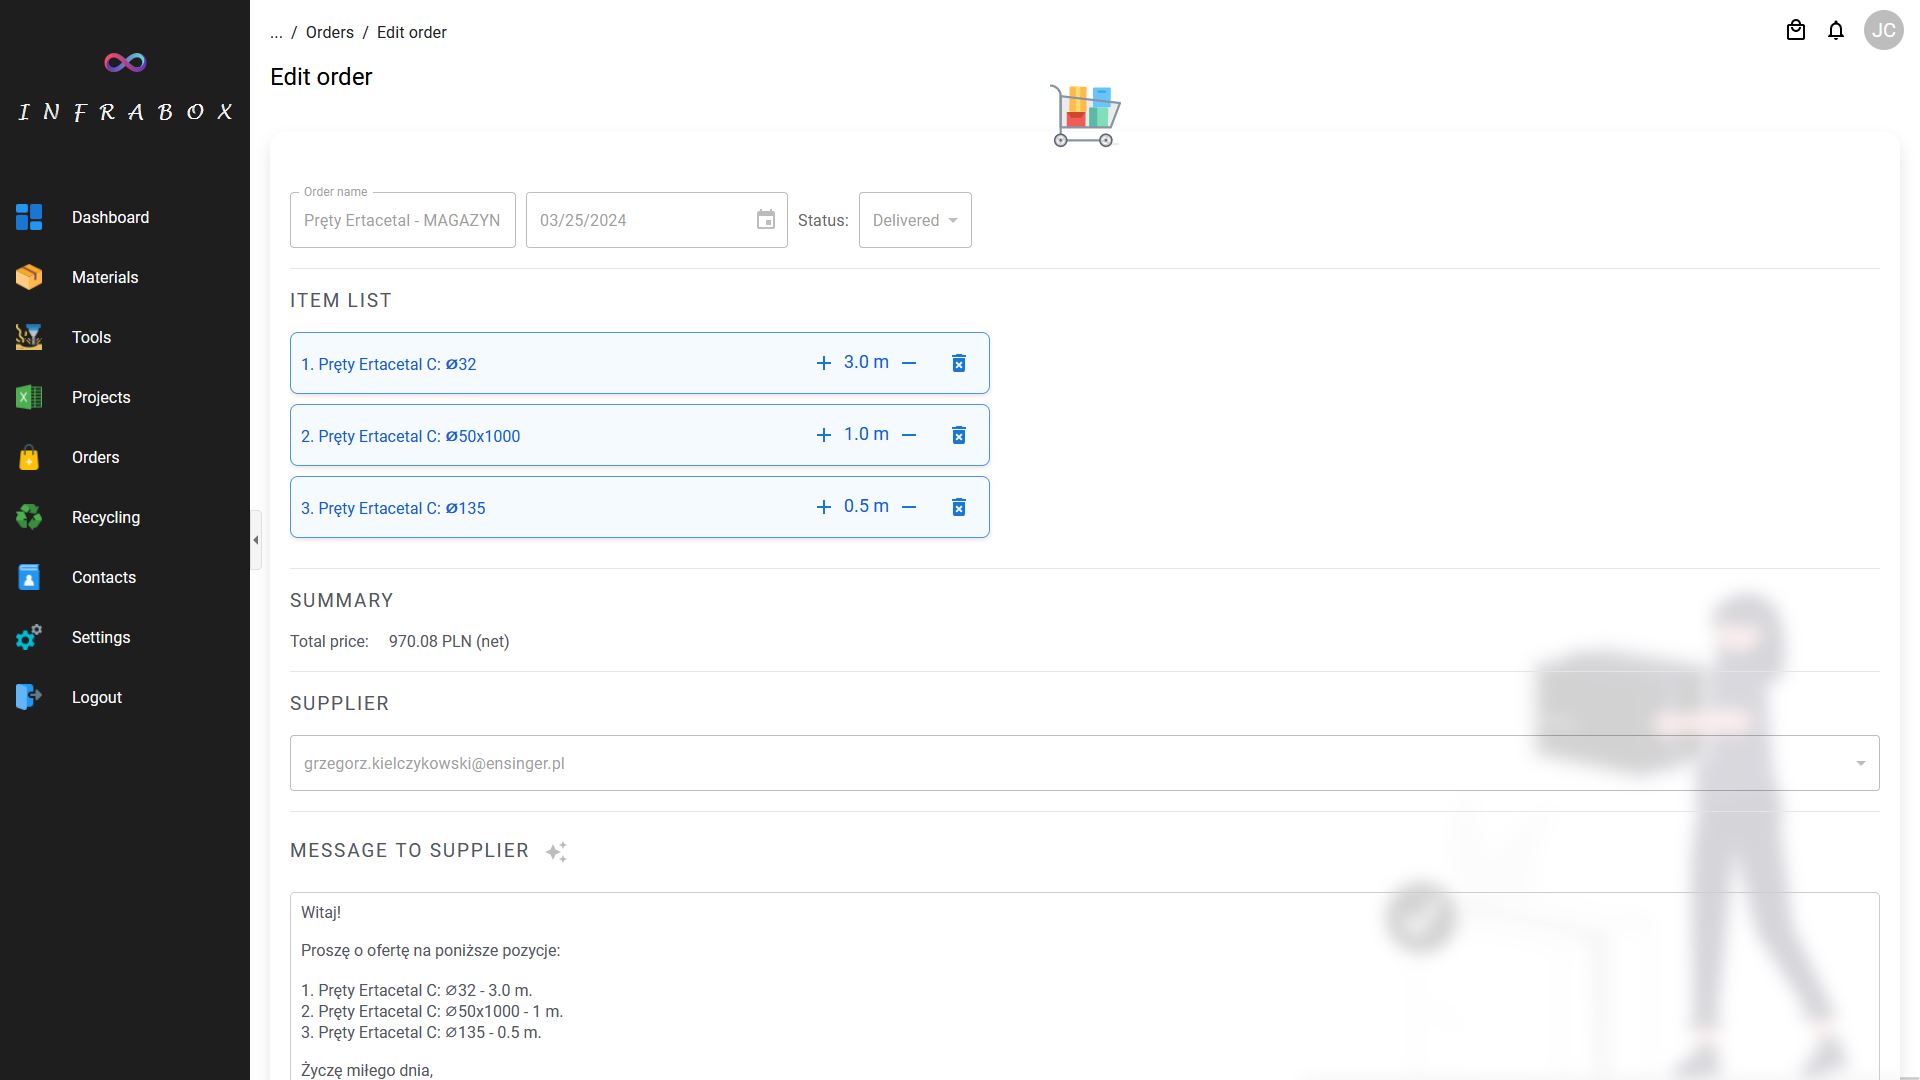 ... / Orders / Edit order
JC
Edit order
INFRABOX
Dashboard
Materials
Tools
Projects
Orders
Recycling
Contacts
Settings
Logout
Order name
Pręty Ertacetal - MAGAZYN
03/25/2024
Status:
Delivered
ITEM LIST
1. Pręty Ertacetal C: ⌀32
+ 3.0 m −
2. Pręty Ertacetal C: ⌀50x1000
+ 1.0 m −
3. Pręty Ertacetal C: ⌀135
+ 0.5 m −
SUMMARY
Total price: 970.08 PLN (net)
SUPPLIER
grzegorz.kielczykowski@ensinger.pl
MESSAGE TO SUPPLIER
Witaj!
Proszę o ofertę na poniższe pozycje:
1. Pręty Ertacetal C: ⌀32 - 3.0 m.
2. Pręty Ertacetal C: ⌀50x1000 - 1 m.
3. Pręty Ertacetal C: ⌀135 - 0.5 m.
Życzę miłego dnia,